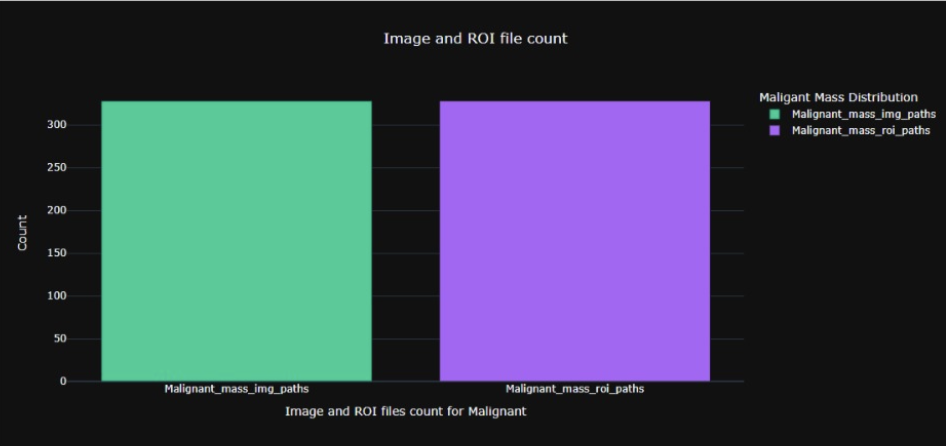 Image and ROI file count
Maligant Mass Distribution
Malignant_mass_img_paths
Malignant_mass_roi_paths
300
250
200
150
100
50
0
Count
Malignant_mass_img_paths
Malignant_mass_roi_paths
Image and ROI files count for Malignant